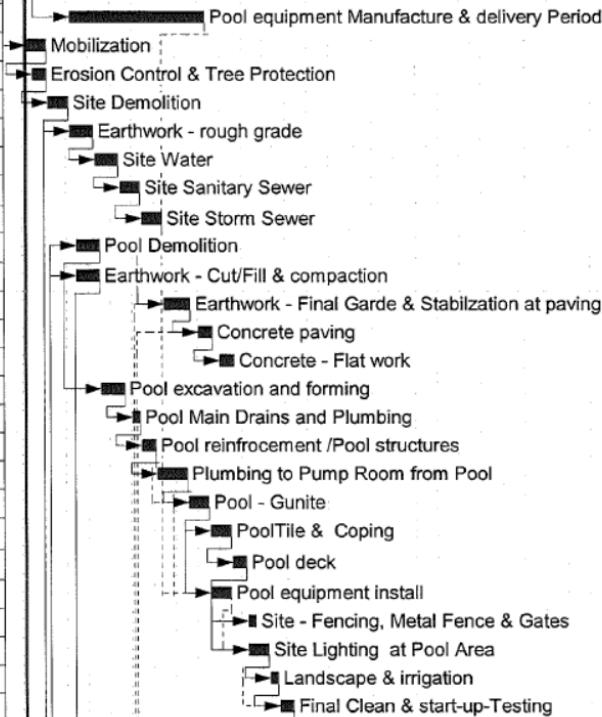 Pool equipment Manufacture & delivery Period
Mobilization
Erosion Control & Tree Protection
Site Demolition
Earthwork - rough grade
Site Water
Site Sanitary Sewer
Site Storm Sewer
Pool Demolition
Earthwork - Cut/Fill & compaction
Earthwork - Final Garde & Stabilzation at paving
Concrete paving
Concrete - Flat work
Pool excavation and forming
Pool Main Drains and Plumbing
Pool reinfrocement /Pool structures
Plumbing to Pump Room from Pool
Pool - Gunite
PoolTile & Coping
Pool deck
Pool equipment install
Site - Fencing, Metal Fence & Gates
Site Lighting at Pool Area
Landscape & irrigation
Final Clean & start-up-Testing